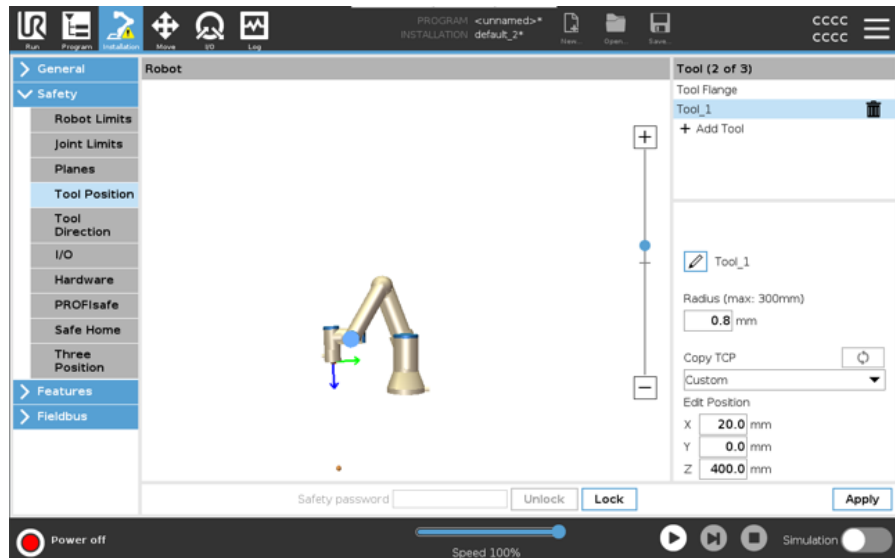 PROGRAM <unnamed>*
INSTALLATION default_2*
UR
Run
Program
Installation
Move
I/O
Log
New...
Open...
Save...
CCCC
CCCC
General
Safety
Robot Limits
Joint Limits
Planes
Tool Position
Tool
Direction
I/O
Hardware
PROFIsafe
Safe Home
Three
Position
Features
Fieldbus
Robot
+
−
Safety password
Unlock
Lock
Tool (2 of 3)
Tool Flange
Tool_1
+ Add Tool
Tool_1
Radius (max: 300mm)
0.8 mm
Copy TCP
Custom
Edit Position
X 20.0 mm
Y 0.0 mm
Z 400.0 mm
Apply
Power off
Speed 100%
Simulation